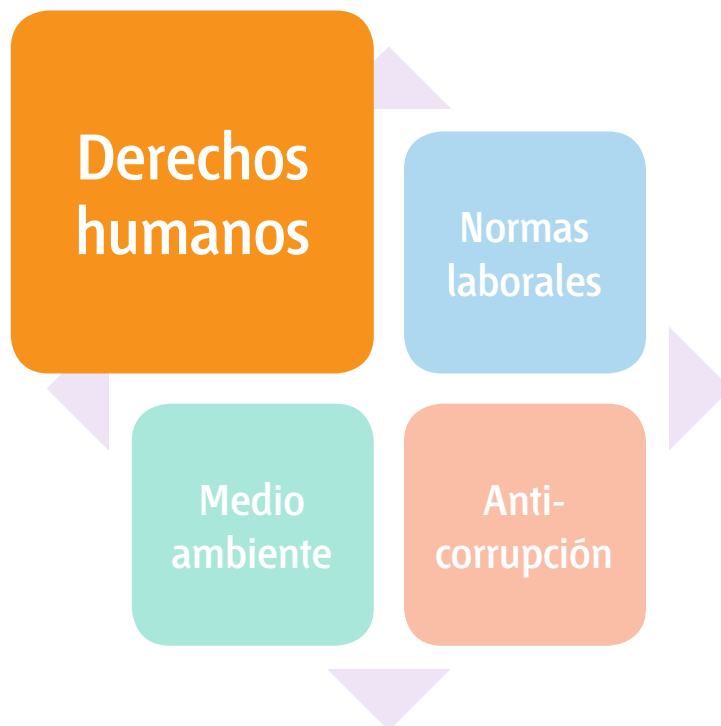 Derechos
humanos
Normas
laborales
Medio
ambiente
Anti-
corrupción